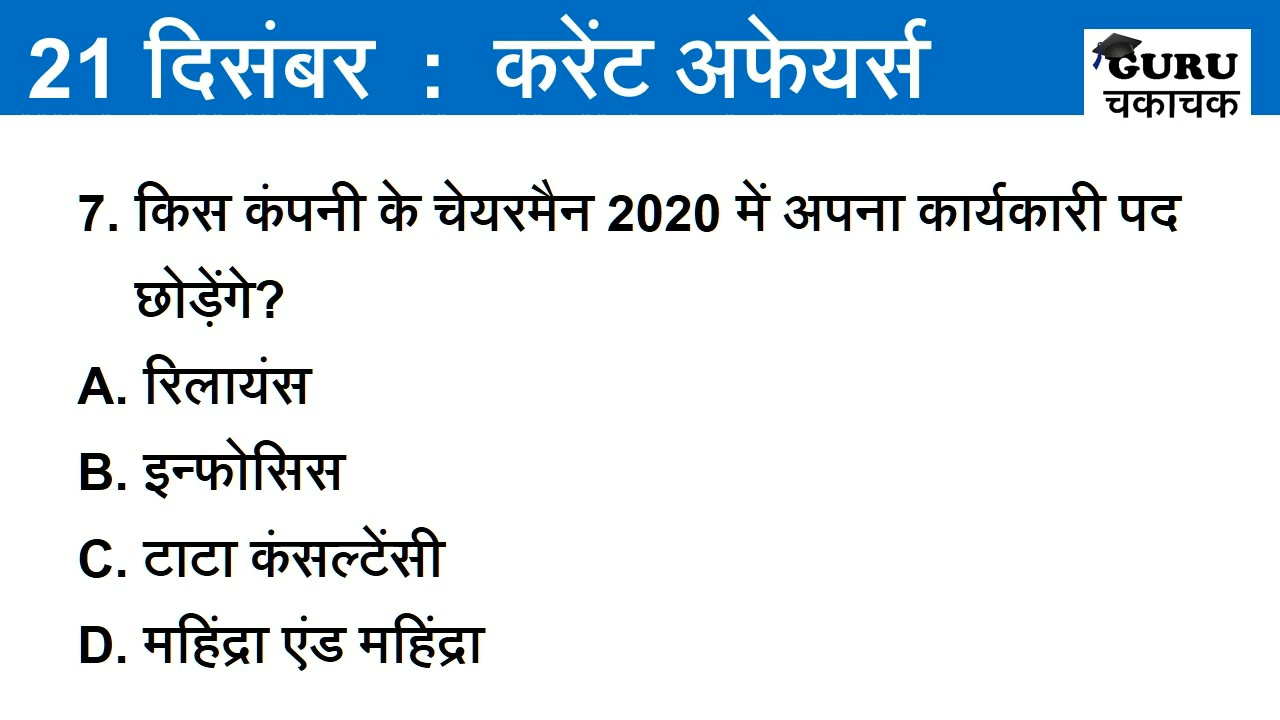 21 दिसंबर : करेंट अफेयर्स
GURU
चकाचक
7. किस कंपनी के चेयरमैन 2020 में अपना कार्यकारी पद
छोड़ेंगे?
A. रिलायंस
B. इन्फोसिस
C. टाटा कंसल्टेंसी
D. महिंद्रा एंड महिंद्रा